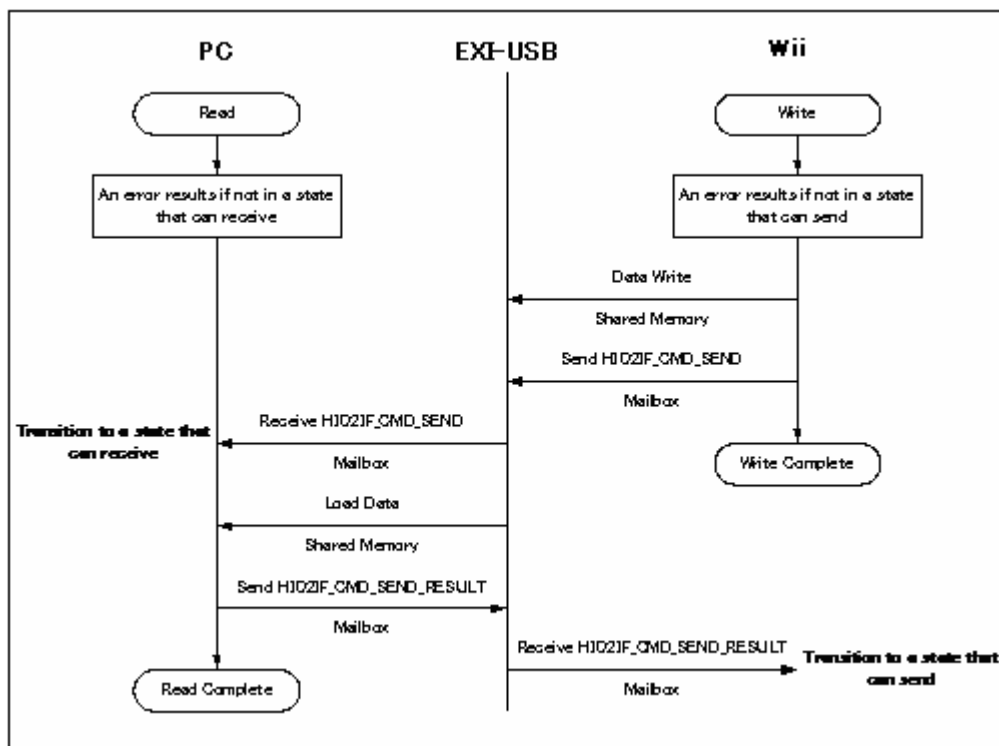 PC EXI-USB Wii
Read Write
An error results if not in a state
that can receive
An error results if not in a state
that can send
Data Write
Shared Memory
Send HIO2IF_CMD_SEND
Mailbox
Receive HIO2IF_CMD_SEND
Transition to a state that
can receive
Mailbox
Write Complete
Load Data
Shared Memory
Send HIO2IF_CMD_SEND_RESULT
Mailbox
Receive HIO2IF_CMD_SEND_RESULT
Transition to a state that
can send
Read Complete
Mailbox